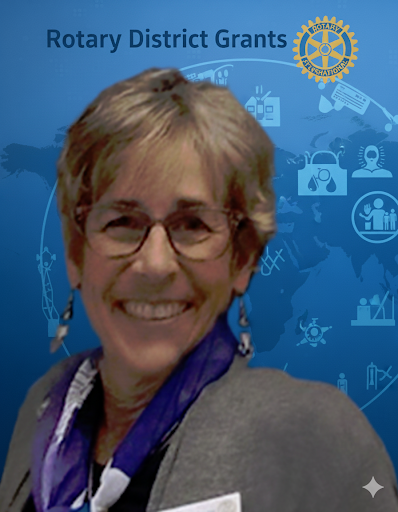 Rotary District Grants
ROTARY
INTERNATIONAL